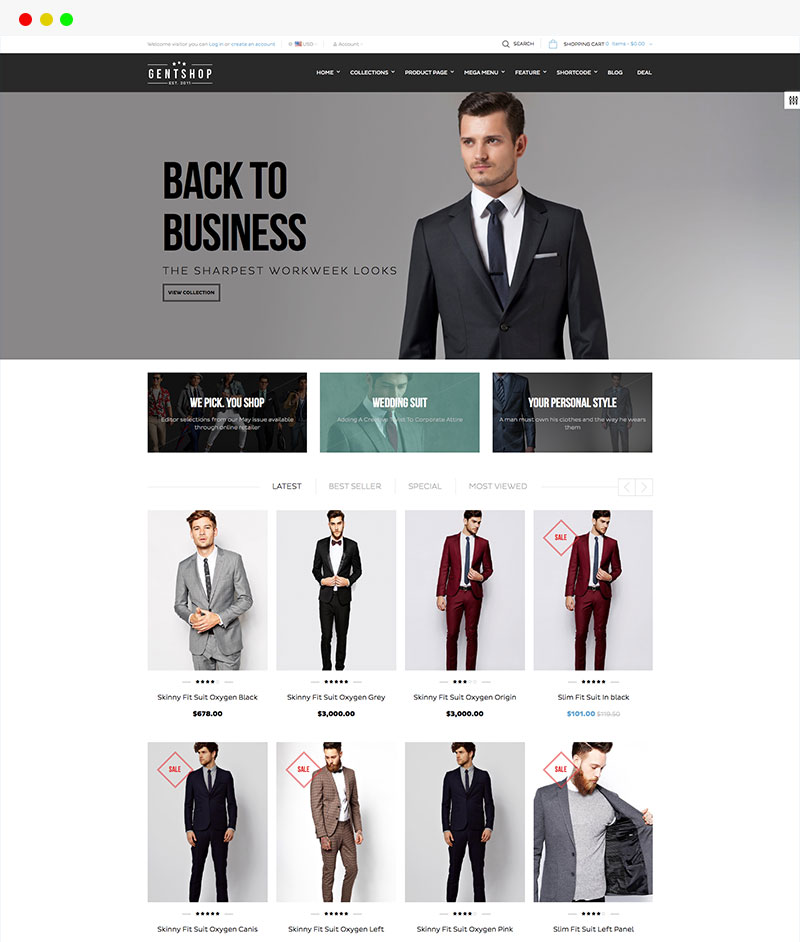 Welcome visitor you can Log in or create an account
USD
Account
SEARCH
SHOPPING CART 0 items - $0.00
GENTSHOP
EST. 2011
HOME
COLLECTIONS
PRODUCT PAGE
MEGA MENU
FEATURE
SHORTCODE
BLOG
DEAL
BACK TO
BUSINESS
THE SHARPEST WORKWEEK LOOKS
VIEW COLLECTION
WE PICK. YOU SHOP
Editor selections from our May issue available
through online retailer
WEDDING SUIT
Adding A Creative Twist To Corporate Attire
YOUR PERSONAL STYLE
A man must own his clothes and the way he wears
them
LATEST
BEST SELLER
SPECIAL
MOST VIEWED
SALE
Skinny Fit Suit Oxygen Black
$678.00
Skinny Fit Suit Oxygen Grey
$3,000.00
Skinny Fit Suit Oxygen Origin
$3,000.00
Slim Fit Suit In black
$101.00 $119.50
SALE
SALE
SALE
Skinny Fit Suit Oxygen Canis
Skinny Fit Suit Oxygen Left
Skinny Fit Suit Oxygen Pink
Slim Fit Suit Left Panel